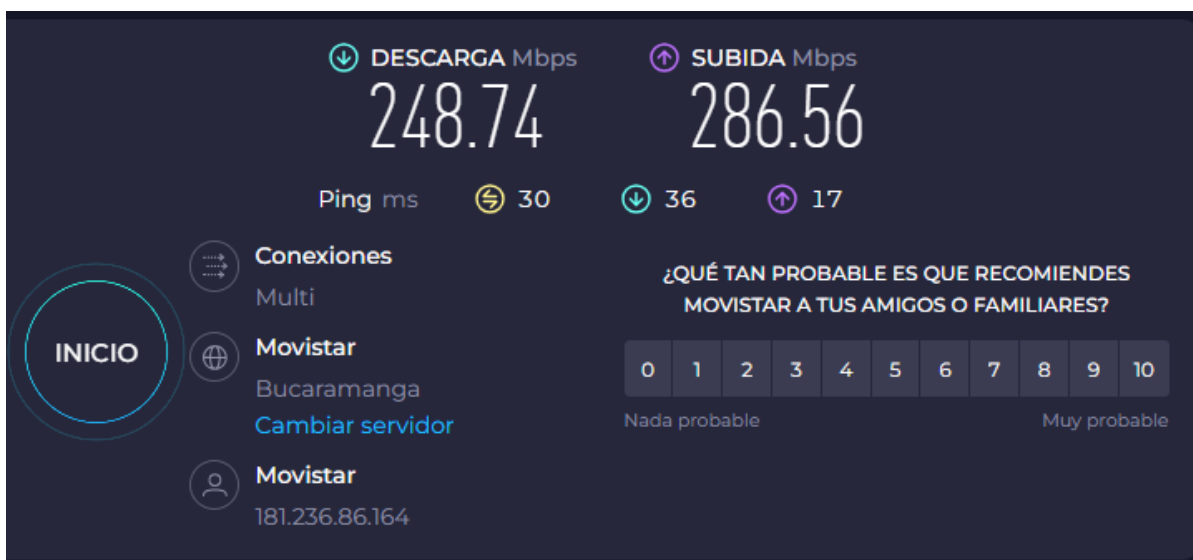 DESCARGA Mbps
248.74
SUBIDA Mbps
286.56
Ping ms 30 36 17
Conexiones
Multi
INICIO
Movistar
Bucaramanga
Cambiar servidor
Movistar
181.236.86.164
¿QUÉ TAN PROBABLE ES QUE RECOMIENDES
MOVISTAR A TUS AMIGOS O FAMILIARES?
0 1 2 3 4 5 6 7 8 9 10
Nada probable Muy probable